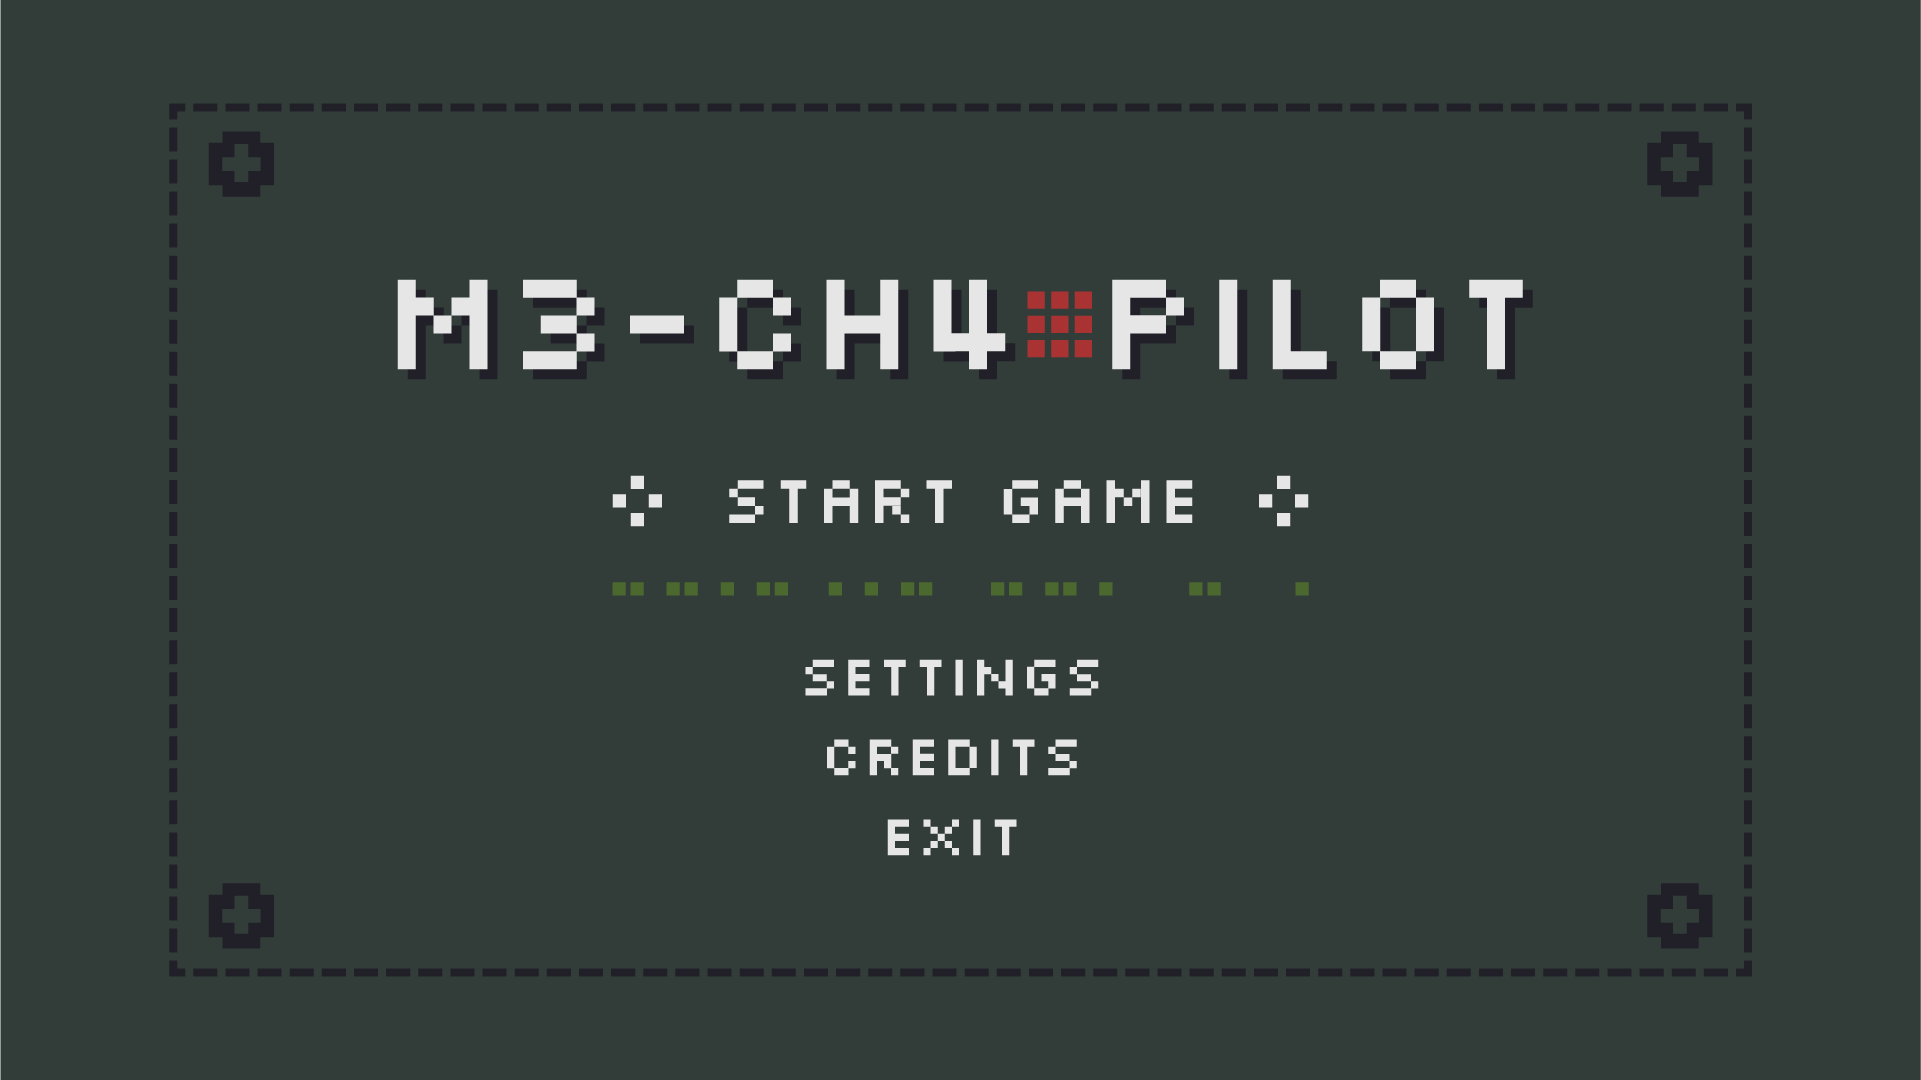 M3-CH4 PILOT
START GAME
SETTINGS
CREDITS
EXIT